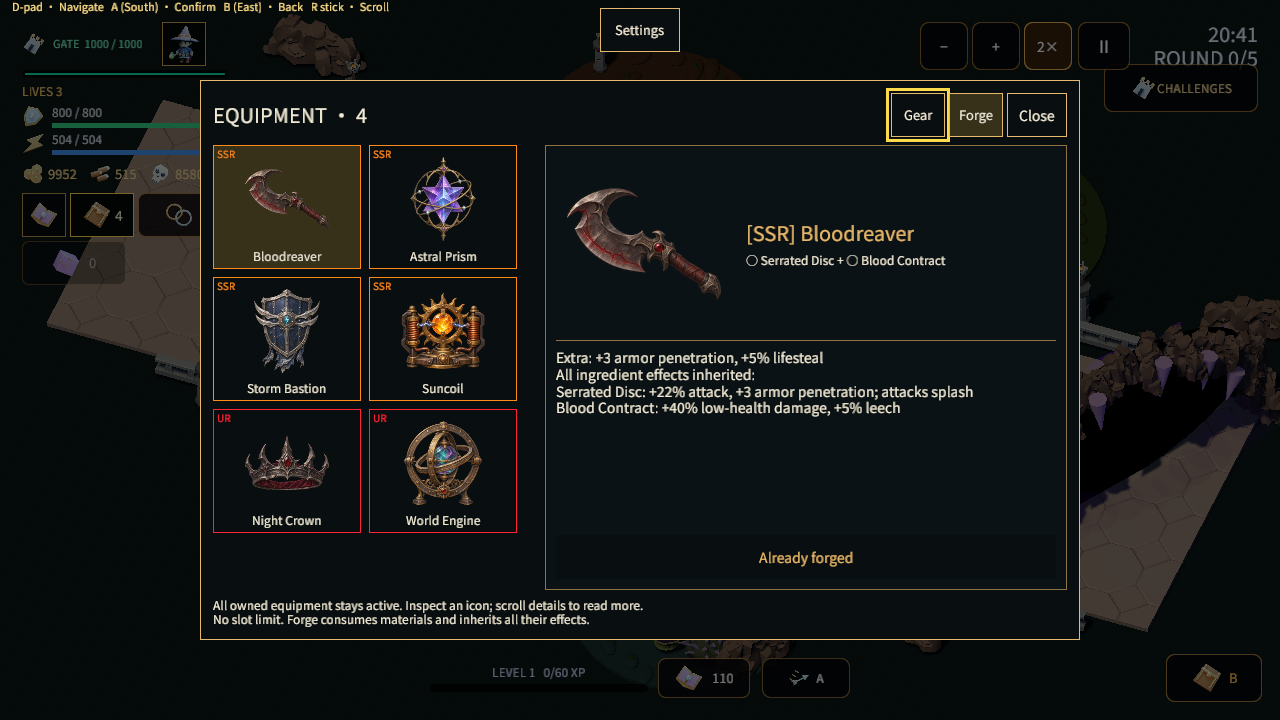 D-pad • Navigate A (South) • Confirm B (East) • Back R stick • Scroll
Settings
GATE 1000 / 1000
− + 2× II
20:41
ROUND 0/5
LIVES 3
CHALLENGES
800 / 800
504 / 504
9952 515 8580
4
0
EQUIPMENT • 4
Gear Forge Close
SSR
Bloodreaver
SSR
Astral Prism
SSR
Storm Bastion
SSR
Suncoil
UR
Night Crown
UR
World Engine
[SSR] Bloodreaver
○ Serrated Disc + ○ Blood Contract
Extra: +3 armor penetration, +5% lifesteal
All ingredient effects inherited:
Serrated Disc: +22% attack, +3 armor penetration; attacks splash
Blood Contract: +40% low-health damage, +5% leech
Already forged
All owned equipment stays active. Inspect an icon; scroll details to read more.
No slot limit. Forge consumes materials and inherits all their effects.
LEVEL 1 0/60 XP
110
A
B